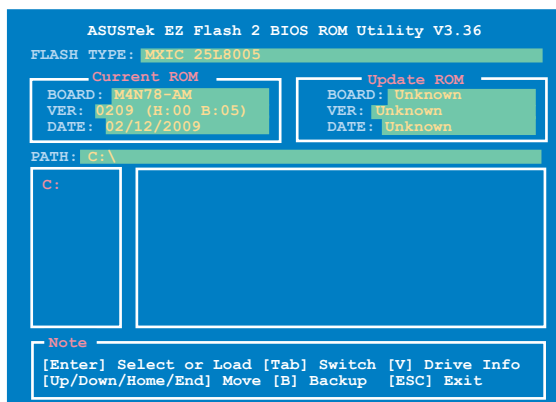 ASUSTek EZ Flash 2 BIOS ROM Utility V3.36
FLASH TYPE: MXIC 25L8005
Current ROM
BOARD: M4N78-AM
VER: 0209 (H:00 B:05)
DATE: 02/12/2009
Update ROM
BOARD: Unknown
VER: Unknown
DATE: Unknown
PATH: C:\
C:
Note
[Enter] Select or Load [Tab] Switch [V] Drive Info
[Up/Down/Home/End] Move [B] Backup [ESC] Exit